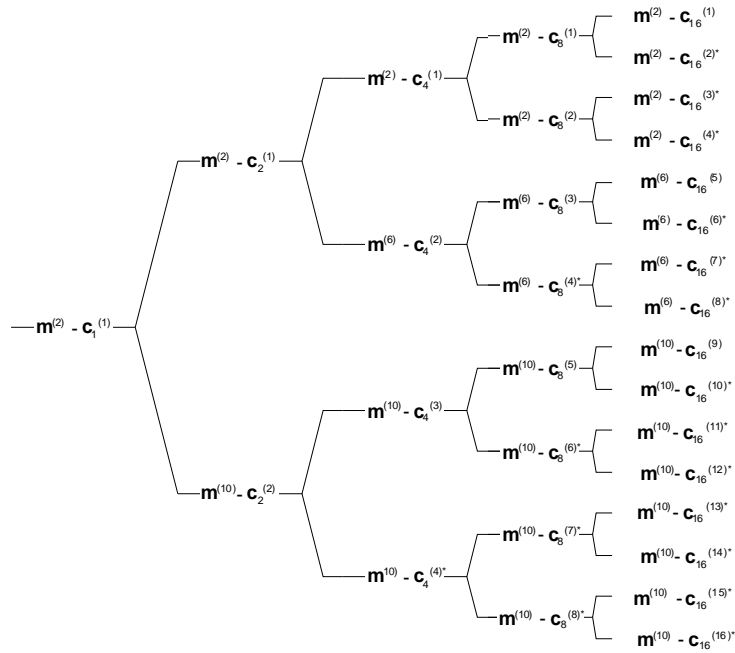 m(2) - c16(1)
m(2) - c8(1)
m(2) - c16(2)*
m(2) - c4(1)
m(2) - c16(3)*
m(2) - c8(2)
m(2) - c16(4)*
m(2) - c2(1)
m(6) - c16(5)
m(6) - c8(3)
m(6) - c16(6)*
m(6) - c4(2)
m(6) - c16(7)*
m(6) - c8(4)*
m(6) - c16(8)*
m(2) - c1(1)
m(10) - c16(9)
m(10) - c8(5)
m(10) - c16(10)*
m(10) - c4(3)
m(10) - c16(11)*
m(10) - c8(6)*
m(10) - c16(12)*
m(10) - c2(2)
m(10) - c16(13)*
m(10) - c8(7)*
m(10) - c16(14)*
m10) - c4(4)*
m(10) - c16(15)*
m(10) - c8(8)*
m(10) - c16(16)*